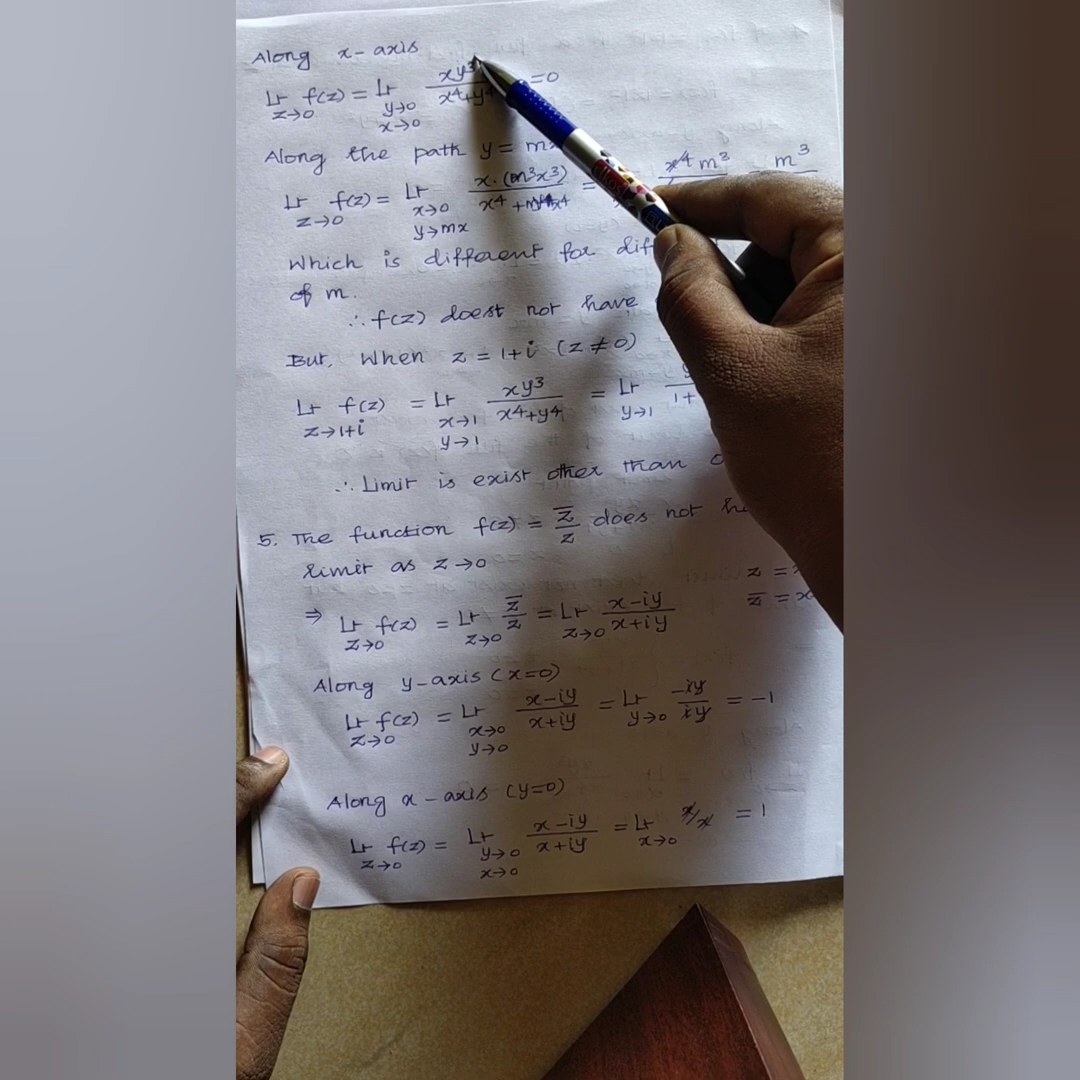 Along x-axis
Lt f(z) = Lt xy³/x⁴+y⁴ = 0
z→0 y→0
x→0
Along the path y = mx
Lt f(z) = Lt x.(m³x³)/x⁴+m⁴x⁴ = x⁴m³ m³
z→0 x→0
y→mx
Which is different for dif
of m.
∴ f(z) doest not have
But, When z = 1+i (z≠0)
Lt f(z) = Lt xy³/x⁴+y⁴ = Lt
z→1+i x→1 y→1 1+
y→1
∴ Limit is exist other than
5. The function f(z) = z̅/z does not
limit as z→0
z =
⇒ Lt f(z) = Lt z̅/z = Lt x-iy/x+iy z̅ = x
z→0 z→0 z→0
Along y-axis (x=0)
Lt f(z) = Lt x-iy/x+iy = Lt -iy/iy = -1
z→0 x→0 y→0
y→0
Along x-axis (y=0)
Lt f(z) = Lt x-iy/x+iy = Lt x/x = 1
z→0 y→0 x→0
x→0